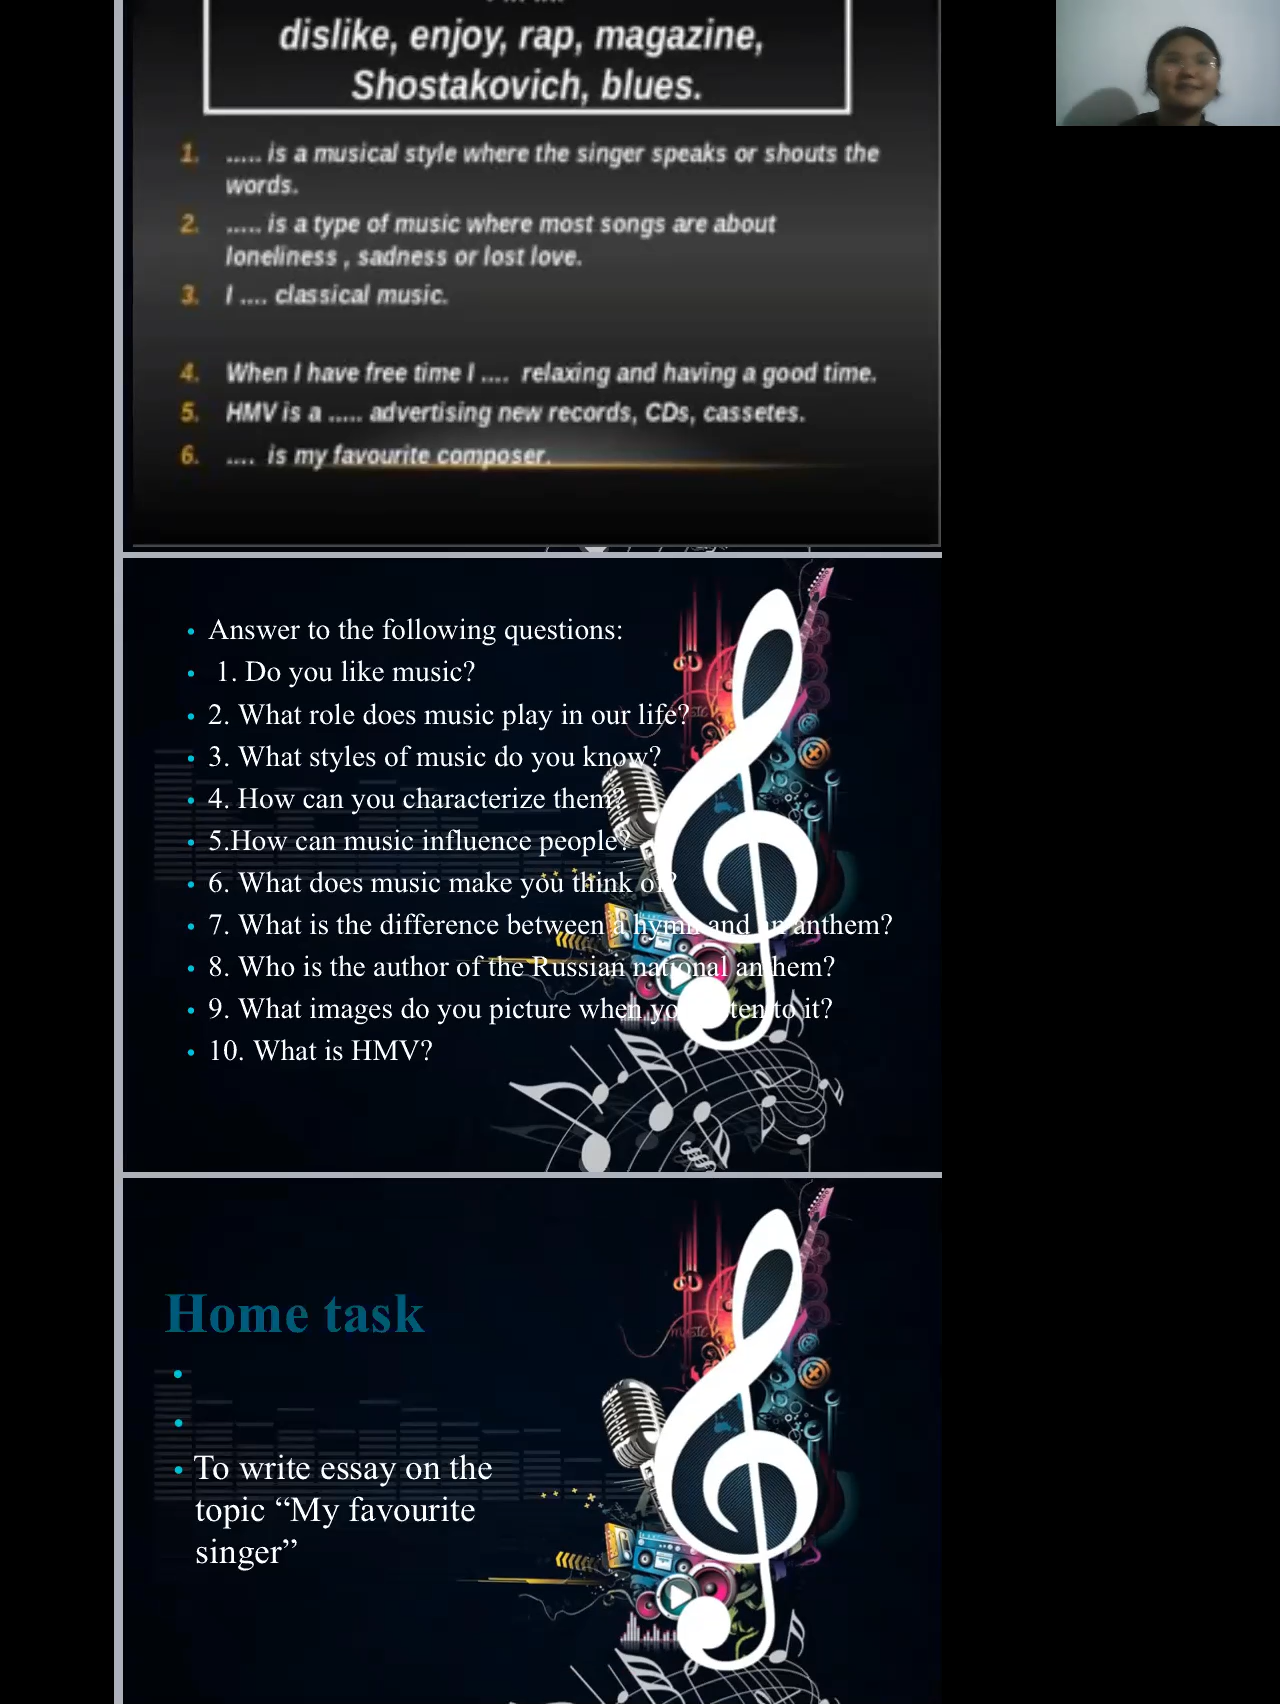 dislike, enjoy, rap, magazine,
Shostakovich, blues.
1. ..... is a musical style where the singer speaks or shouts the
words.
2. ..... is a type of music where most songs are about
loneliness , sadness or lost love.
3. I .... classical music.
4. When I have free time I .... relaxing and having a good time.
5. HMV is a ..... advertising new records, CDs, cassetes.
6. .... is my favourite composer.
• Answer to the following questions:
• 1. Do you like music?
• 2. What role does music play in our life?
• 3. What styles of music do you know?
• 4. How can you characterize them?
• 5.How can music influence people?
• 6. What does music make you think of?
• 7. What is the difference between a hymn and an anthem?
• 8. Who is the author of the Russian national anthem?
• 9. What images do you picture when you listen to it?
• 10. What is HMV?
Home task
•
•
• To write essay on the
topic “My favourite
singer”